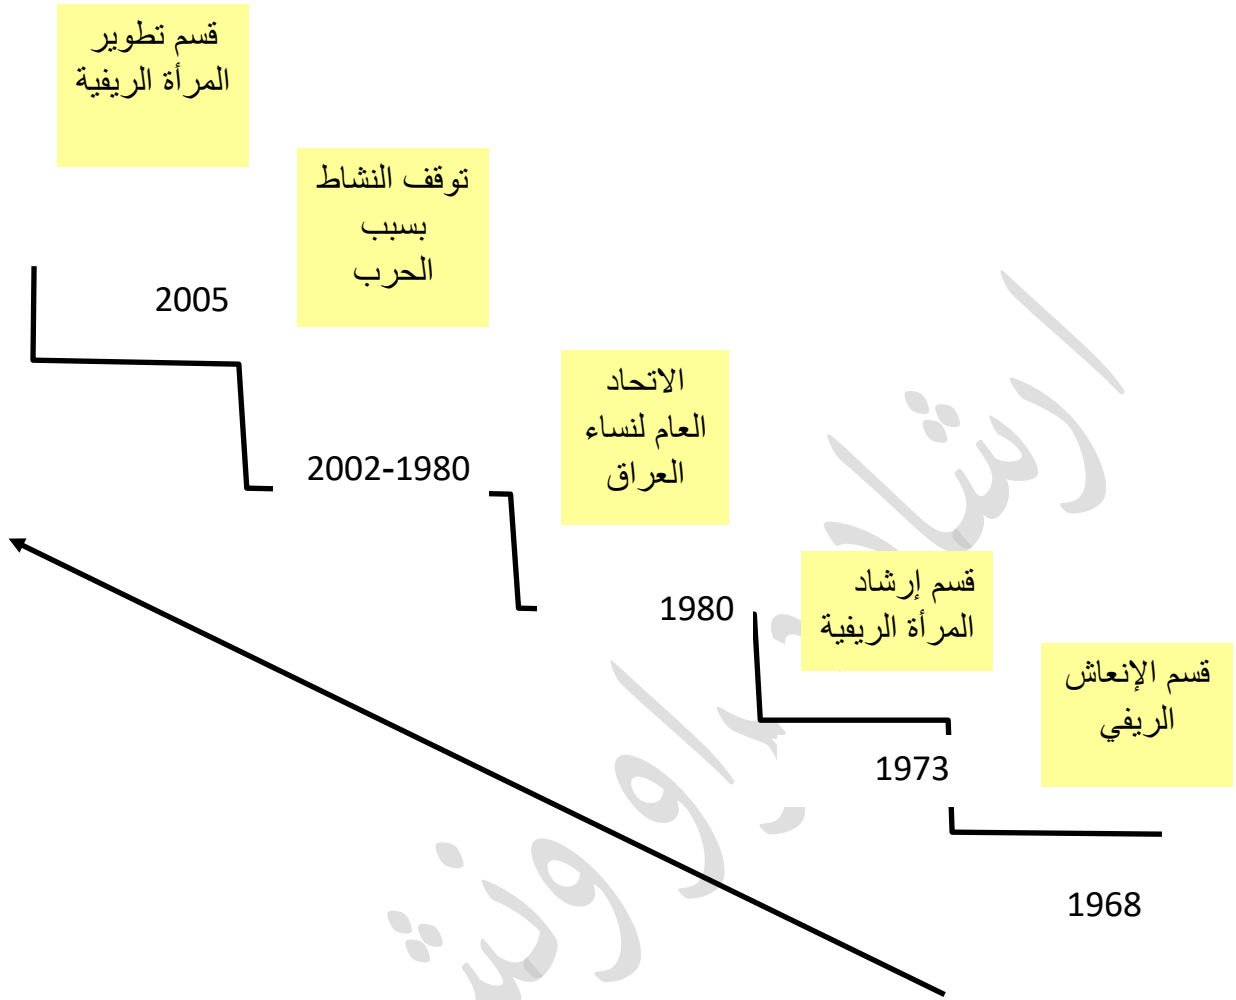 قسم تطوير
المرأة الريفية
توقف النشاط
بسبب
الحرب
2005
الاتحاد
العام لنساء
العراق
2002-1980
قسم إرشاد
المرأة الريفية
1980
قسم الإنعاش
الريفي
1973
1968